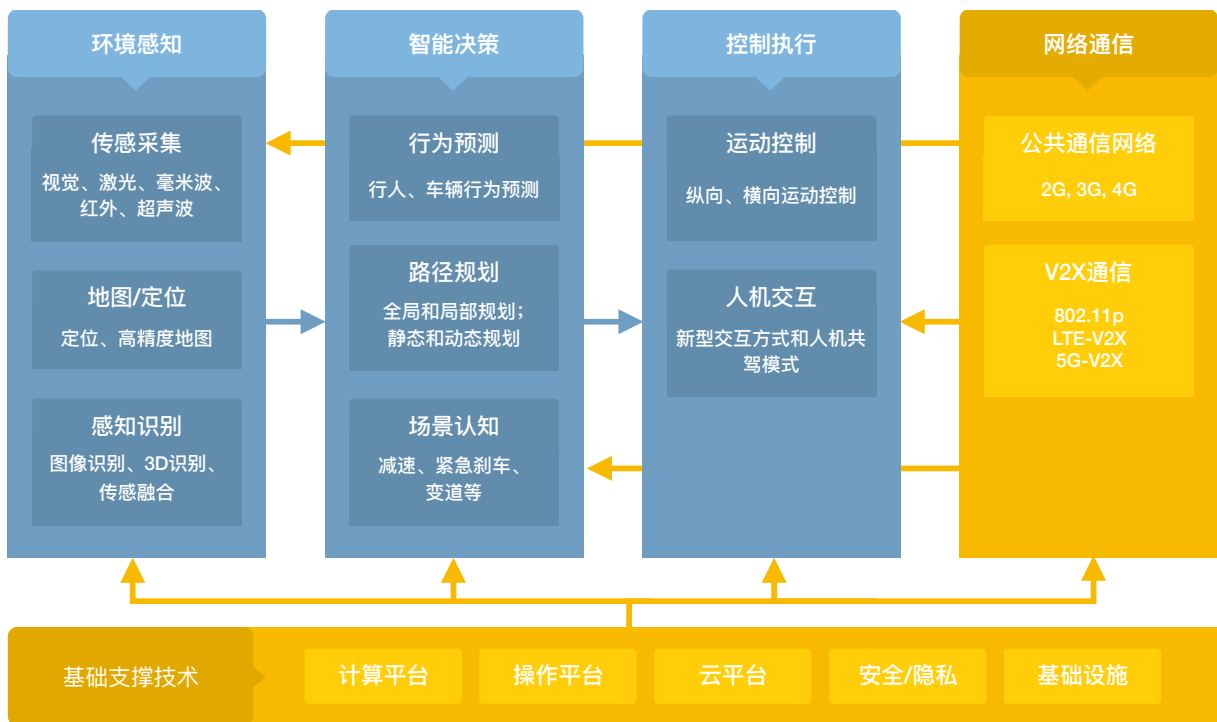 环境感知
传感采集
视觉、激光、毫米波、
红外、超声波
地图/定位
定位、高精度地图
感知识别
图像识别、3D识别、
传感融合
智能决策
行为预测
行人、车辆行为预测
路径规划
全局和局部规划；
静态和动态规划
场景认知
减速、紧急刹车、
变道等
控制执行
运动控制
纵向、横向运动控制
人机交互
新型交互方式和人机共
驾模式
网络通信
公共通信网络
2G, 3G, 4G
V2X通信
802.11p
LTE-V2X
5G-V2X
基础支撑技术
计算平台
操作平台
云平台
安全/隐私
基础设施